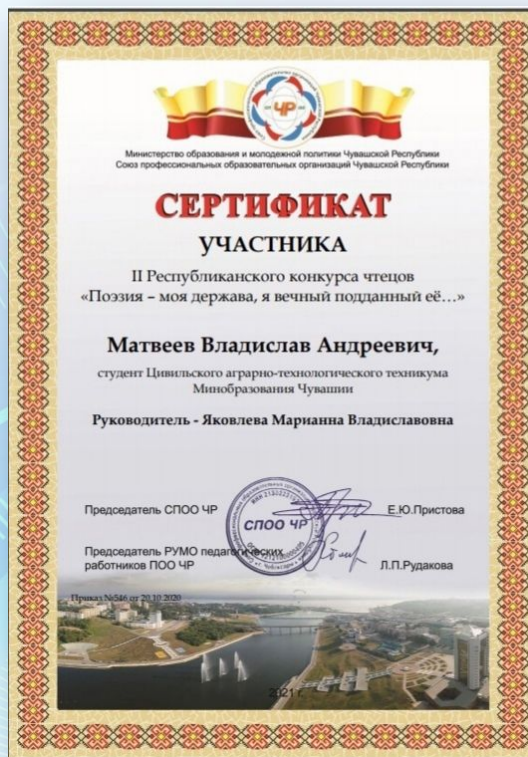 ЧР
Министерство образования и молодежной политики Чувашской Республики
Союз профессиональных образовательных организаций Чувашской Республики
СЕРТИФИКАТ
УЧАСТНИКА
II Республиканского конкурса чтецов
«Поэзия – моя держава, я вечный подданный её…»
Матвеев Владислав Андреевич,
студент Цивильского аграрно-технологического техникума
Минобразования Чувашии
Руководитель - Яковлева Марианна Владиславовна
Председатель СПОО ЧР
Е.Ю.Пристова
СПОО ЧР
Председатель РУМО педагогических
работников ПОО ЧР
Л.П.Рудакова
Приказ №546 от 20.10.2020
2021 г.